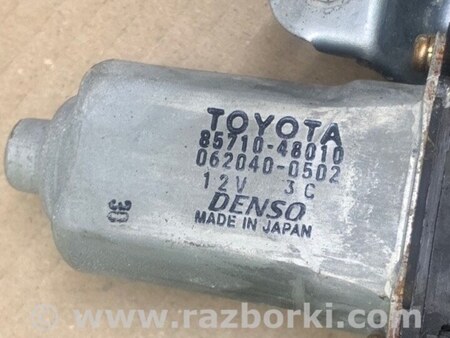 TOYOTA
85710-48010
062040-0502
12V 3C
DENSO
MADE IN JAPAN
30
www.razborki.com